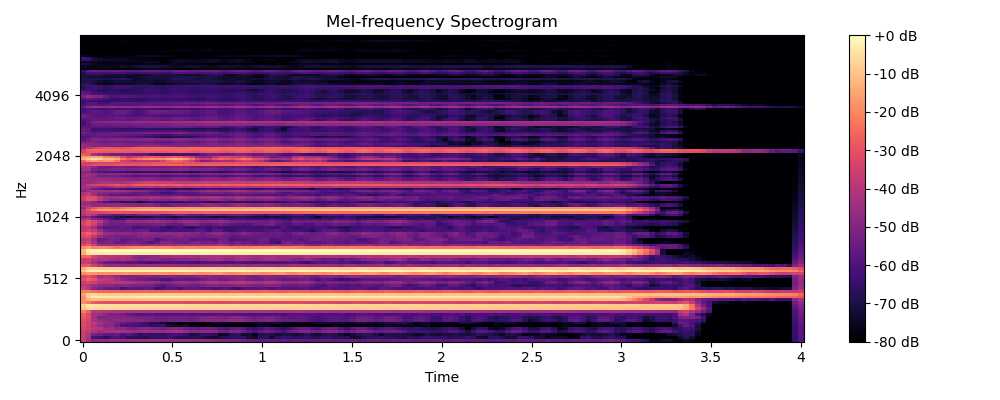 Mel-frequency Spectrogram
+0 dB
-10 dB
-20 dB
-30 dB
-40 dB
-50 dB
-60 dB
-70 dB
-80 dB
Hz
4096
2048
1024
512
0
0 0.5 1 1.5 2 2.5 3 3.5 4
Time